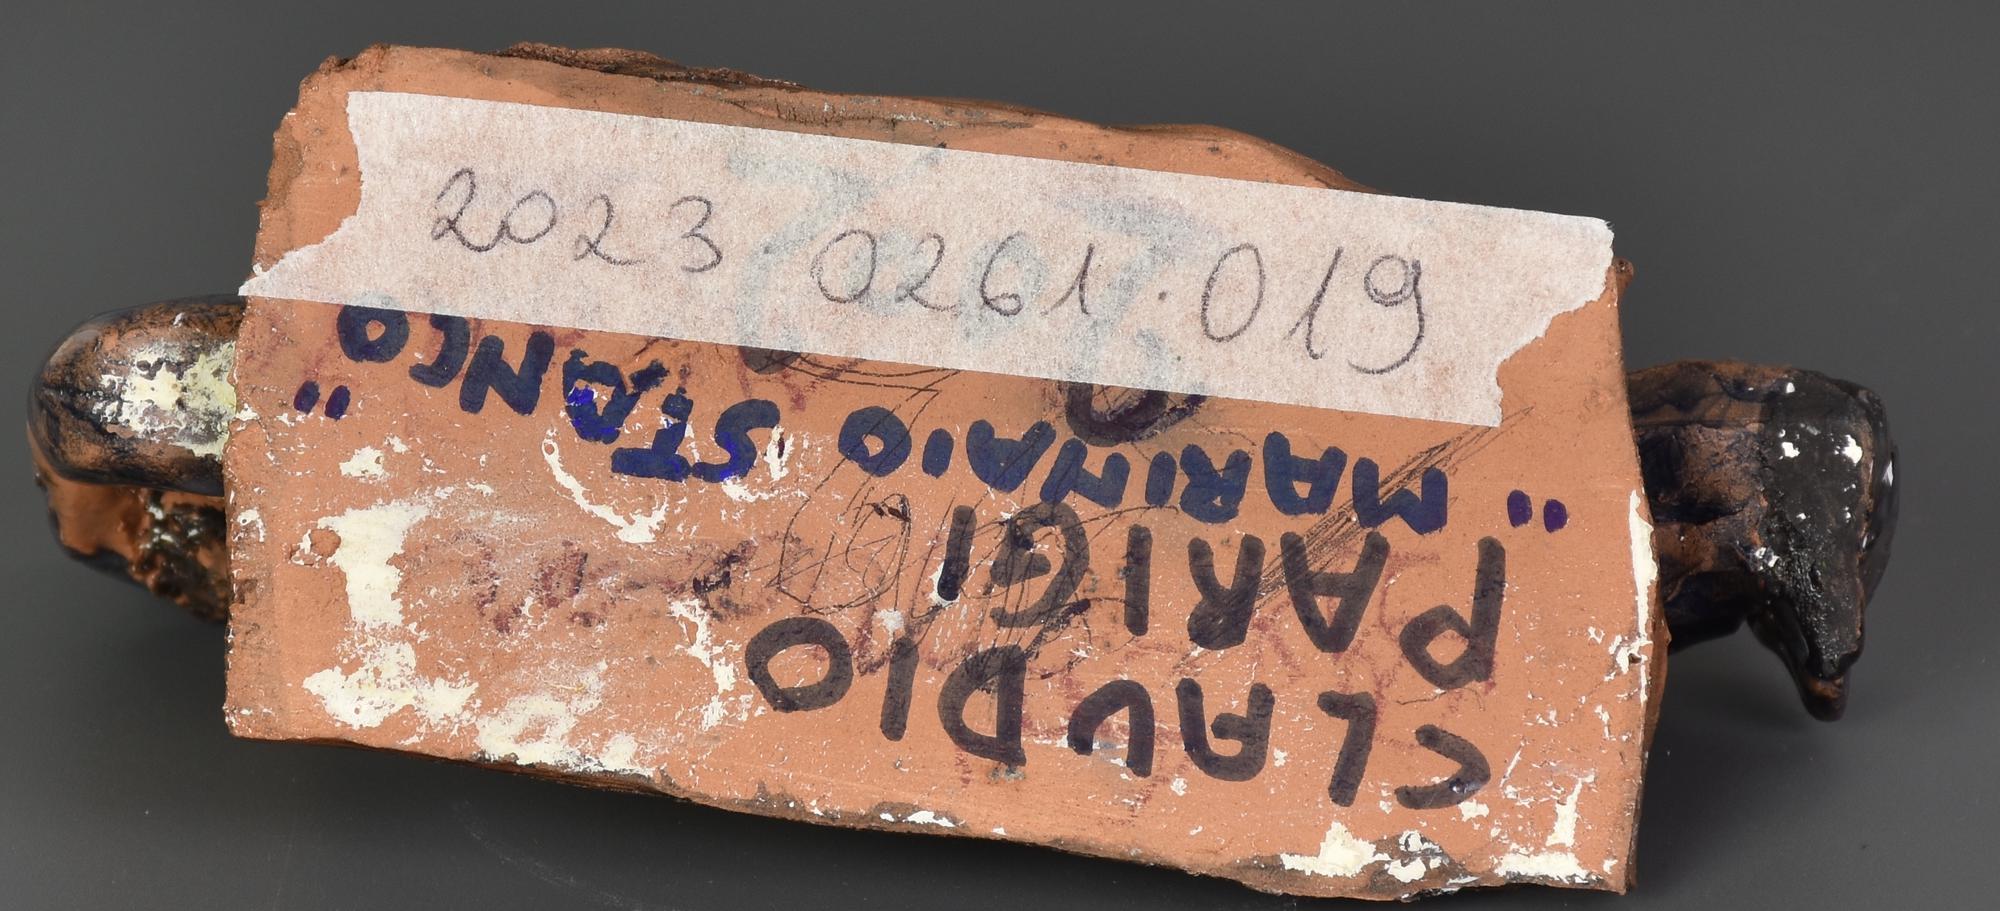 2023 0261.019
CLAUDIO
PARIGI
"MARINAIO STANCO"